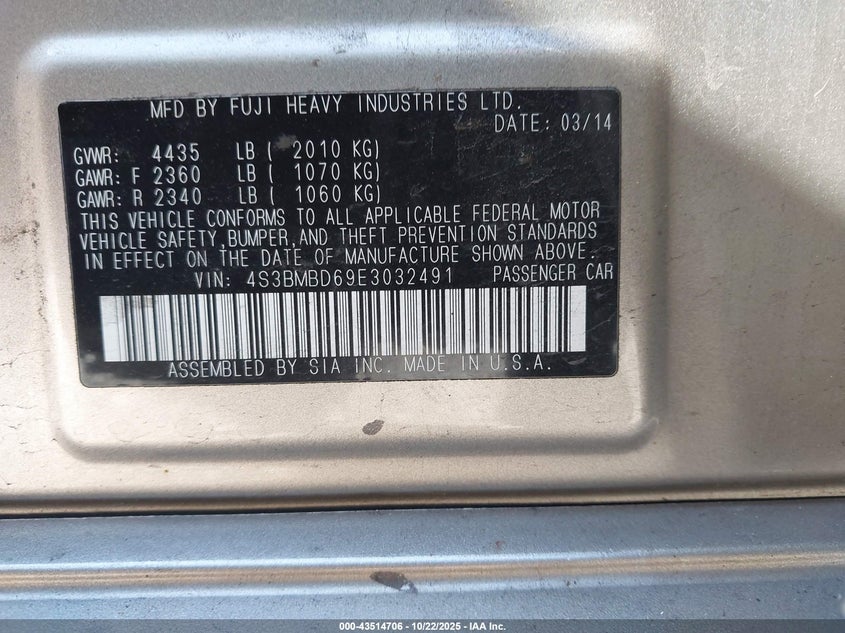 MFD BY FUJI HEAVY INDUSTRIES LTD.
DATE: 03/14
GVWR: 4435 LB ( 2010 KG)
GAWR: F 2360 LB ( 1070 KG)
GAWR: R 2340 LB ( 1060 KG)
THIS VEHICLE CONFORMS TO ALL APPLICABLE FEDERAL MOTOR
VEHICLE SAFETY, BUMPER, AND THEFT PREVENTION STANDARDS
IN EFFECT ON THE DATE OF MANUFACTURE SHOWN ABOVE.
VIN: 4S3BMBD69E3032491 PASSENGER CAR
ASSEMBLED BY SIA INC. MADE IN U.S.A.
000-43514706 - 10/22/2025 - IAA Inc.